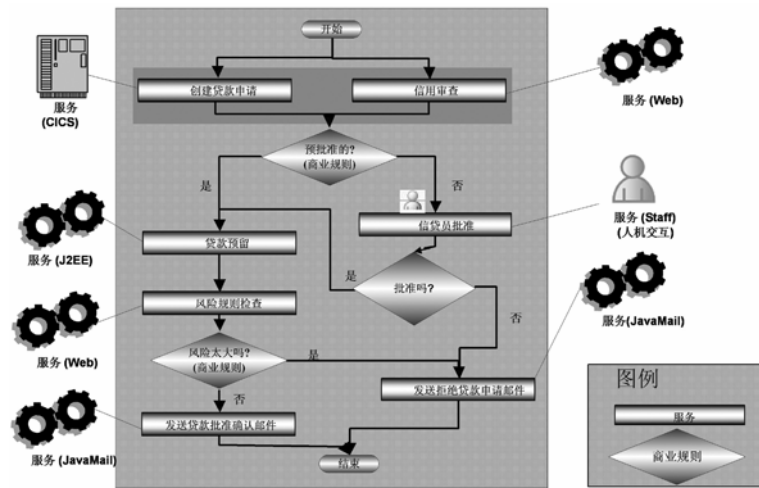 开始
创建贷款申请
信用审查
服务
(CICS)
服务 (Web)
预批准的?
(商业规则)
是
否
信贷员批准
服务 (Staff)
(人机交互)
贷款预留
服务 (J2EE)
是
批准吗?
风险规则检查
服务(JavaMail)
否
服务 (Web)
风险太大吗?
(商业规则)
是
发送拒绝贷款申请邮件
否
发送贷款批准确认邮件
服务 (JavaMail)
结束
图例
服务
商业规则